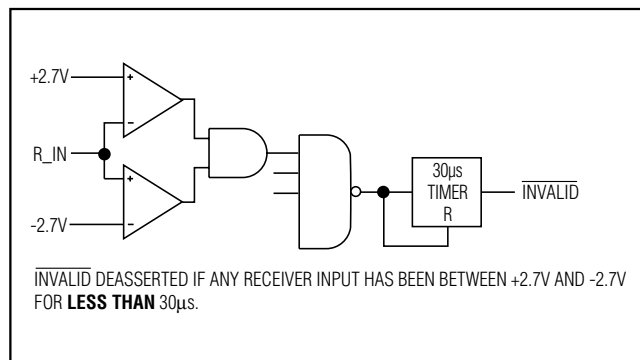 +2.7V
R_IN
-2.7V
30µs
TIMER
R
INVALID
INVALID DEASSERTED IF ANY RECEIVER INPUT HAS BEEN BETWEEN +2.7V AND -2.7V
FOR LESS THAN 30µs.
+
-
+
-